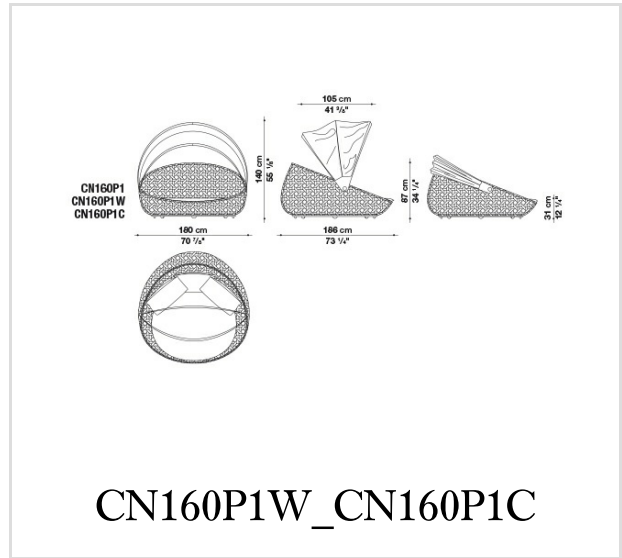 105 cm
41 ³/₈"
140 cm
55 ¹/₈"
87 cm
34 ¹/₄"
31 cm
12 ¹/₄"
CN160P1
CN160P1W
CN160P1C
180 cm
70 ⁷/₈"
186 cm
73 ¹/₄"
CN160P1W_CN160P1C